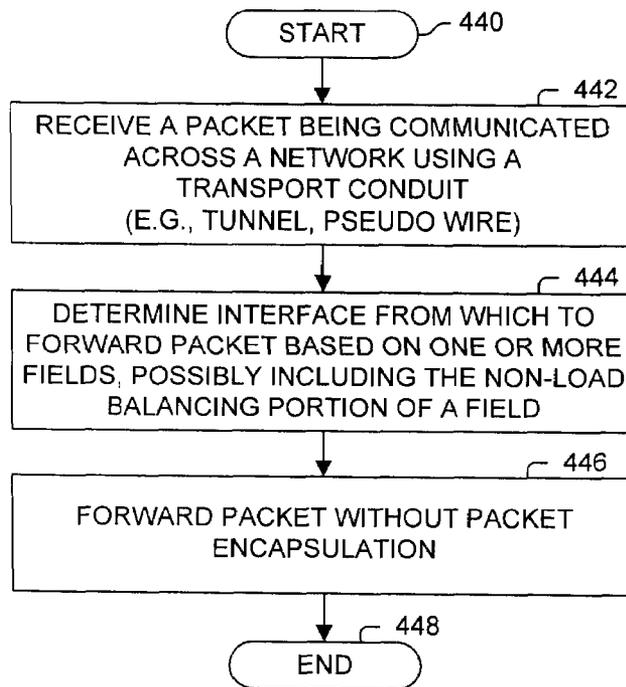 START
440
442
RECEIVE A PACKET BEING COMMUNICATED
ACROSS A NETWORK USING A
TRANSPORT CONDUIT
(E.G., TUNNEL, PSEUDO WIRE)
444
DETERMINE INTERFACE FROM WHICH TO
FORWARD PACKET BASED ON ONE OR MORE
FIELDS, POSSIBLY INCLUDING THE NON-LOAD
BALANCING PORTION OF A FIELD
446
FORWARD PACKET WITHOUT PACKET
ENCAPSULATION
448
END